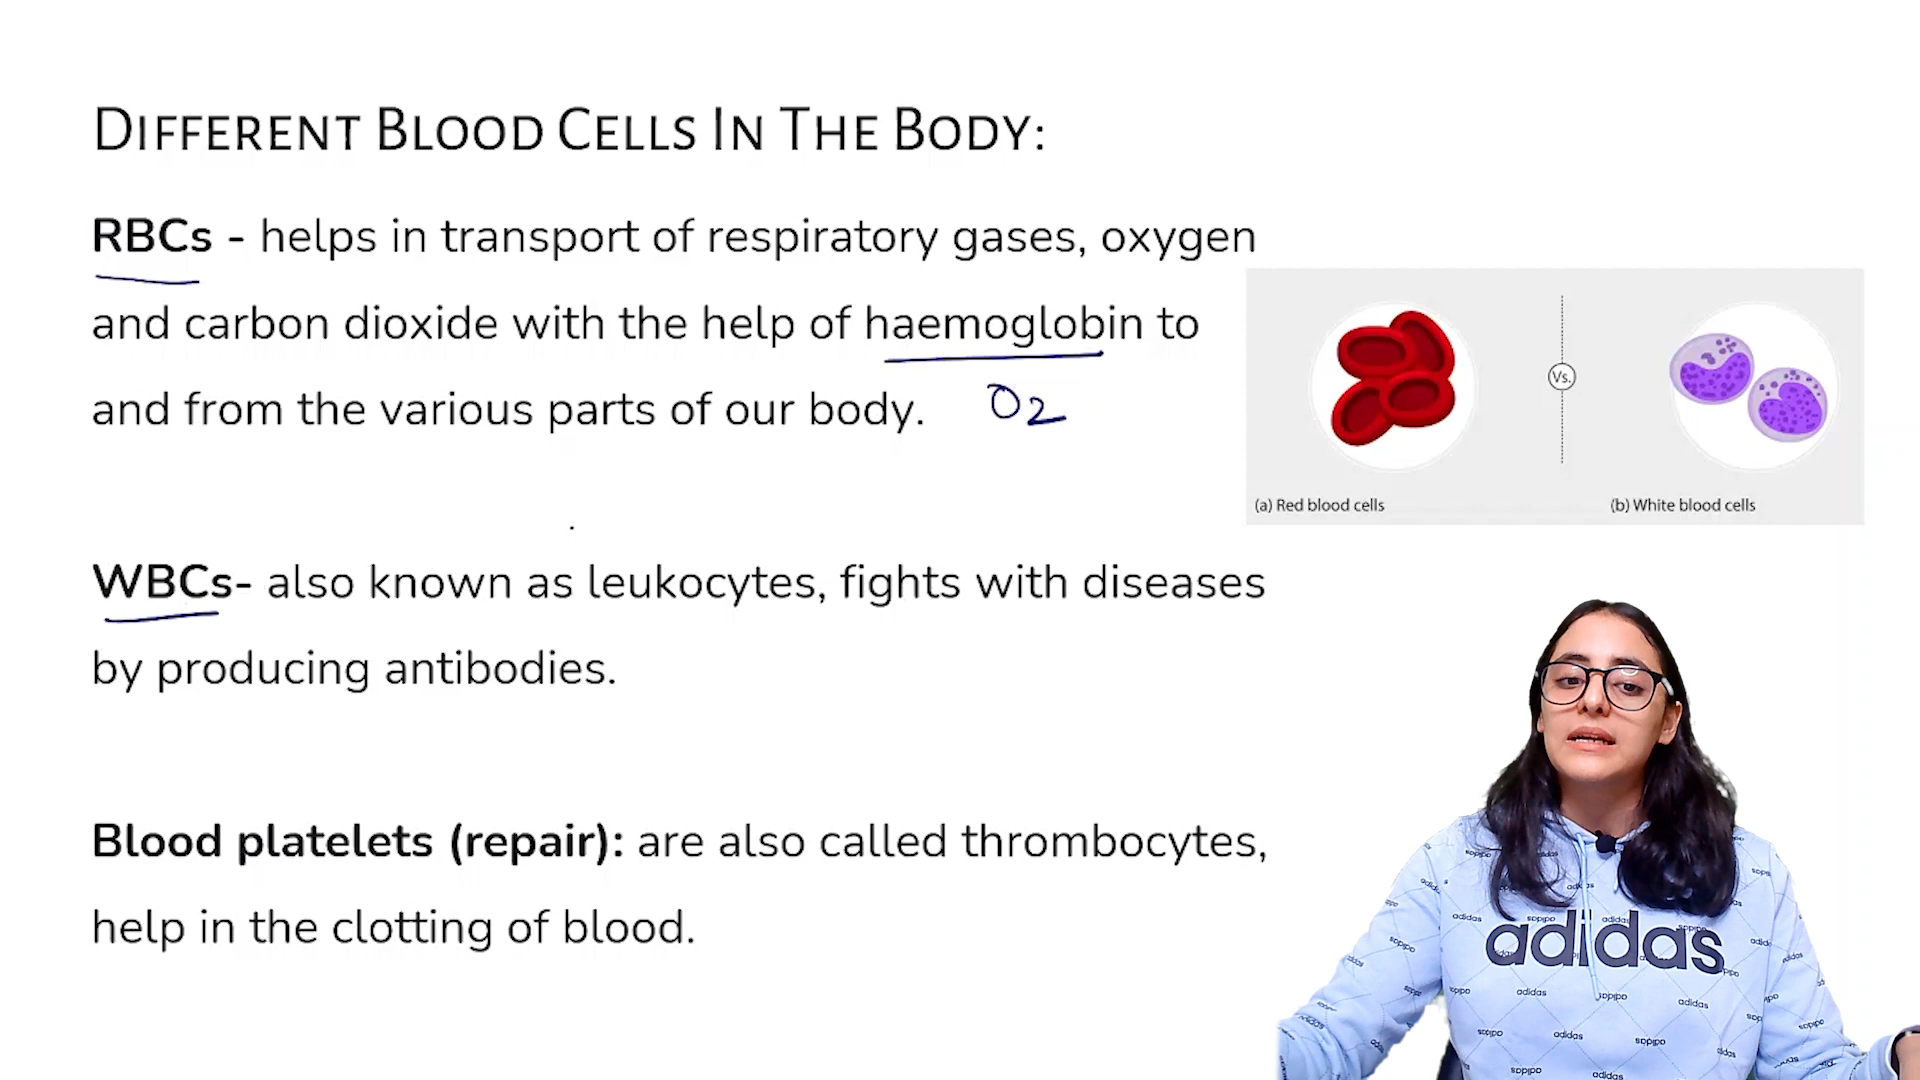 DIFFERENT BLOOD CELLS IN THE BODY:
RBCs - helps in transport of respiratory gases, oxygen
and carbon dioxide with the help of haemoglobin to
and from the various parts of our body. O2
Vs.
(a) Red blood cells
(b) White blood cells
WBCs- also known as leukocytes, fights with diseases
by producing antibodies.
Blood platelets (repair): are also called thrombocytes,
help in the clotting of blood.
adidas